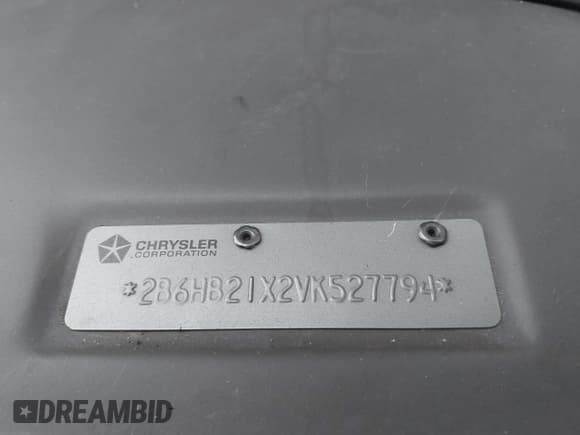 CHRYSLER
CORPORATION
*2B6HB21X2VK527794*
DREAMBID